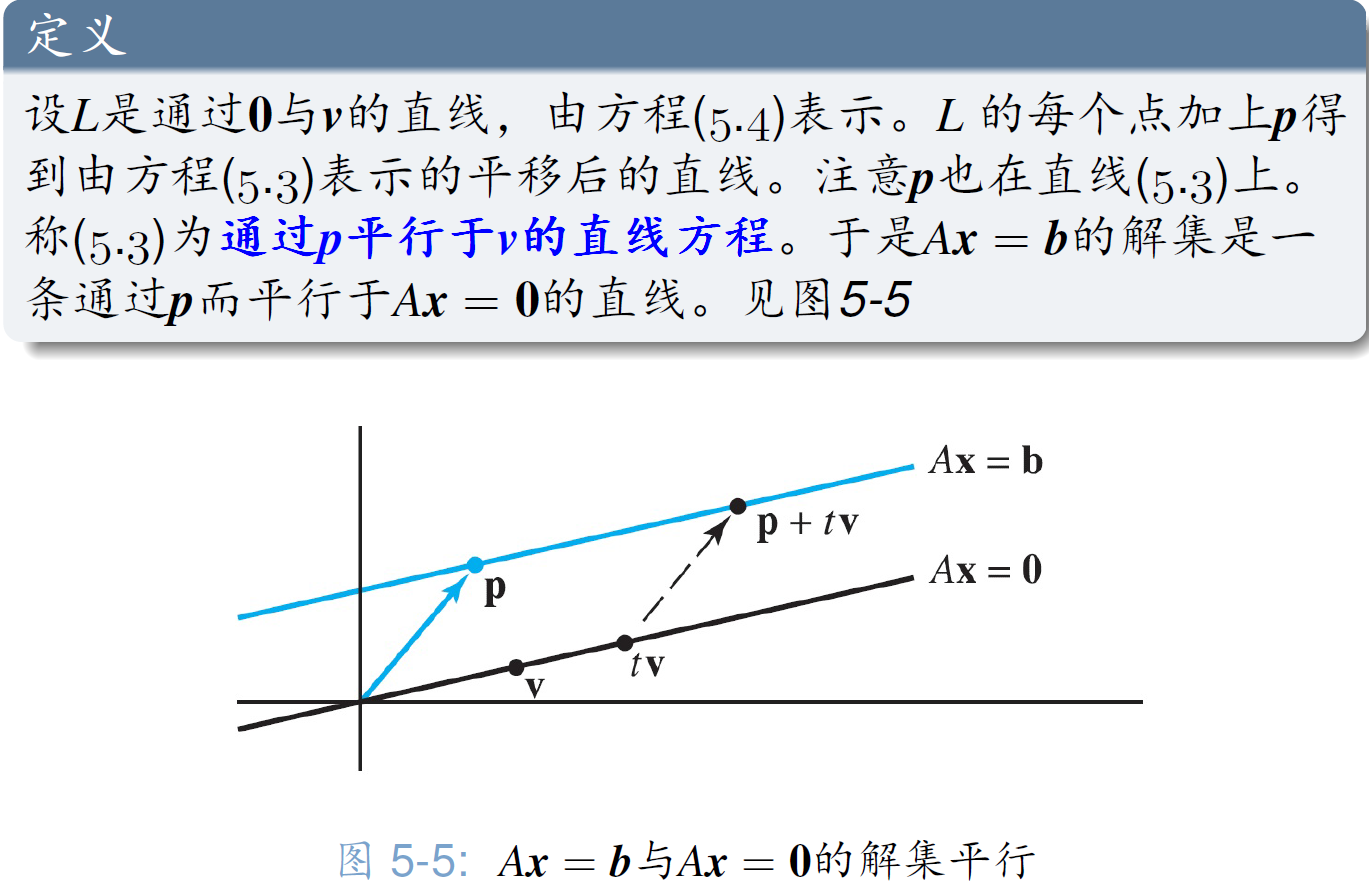 定义
设L是通过0与v的直线，由方程(5.4)表示。L 的每个点加上p得
到由方程(5.3)表示的平移后的直线。注意p也在直线(5.3)上。
称(5.3)为通过p平行于v的直线方程。于是Ax = b的解集是一
条通过p而平行于Ax = 0的直线。见图5-5
Ax = b
p + tv
Ax = 0
p
tv
v
图 5-5: Ax = b与Ax = 0的解集平行